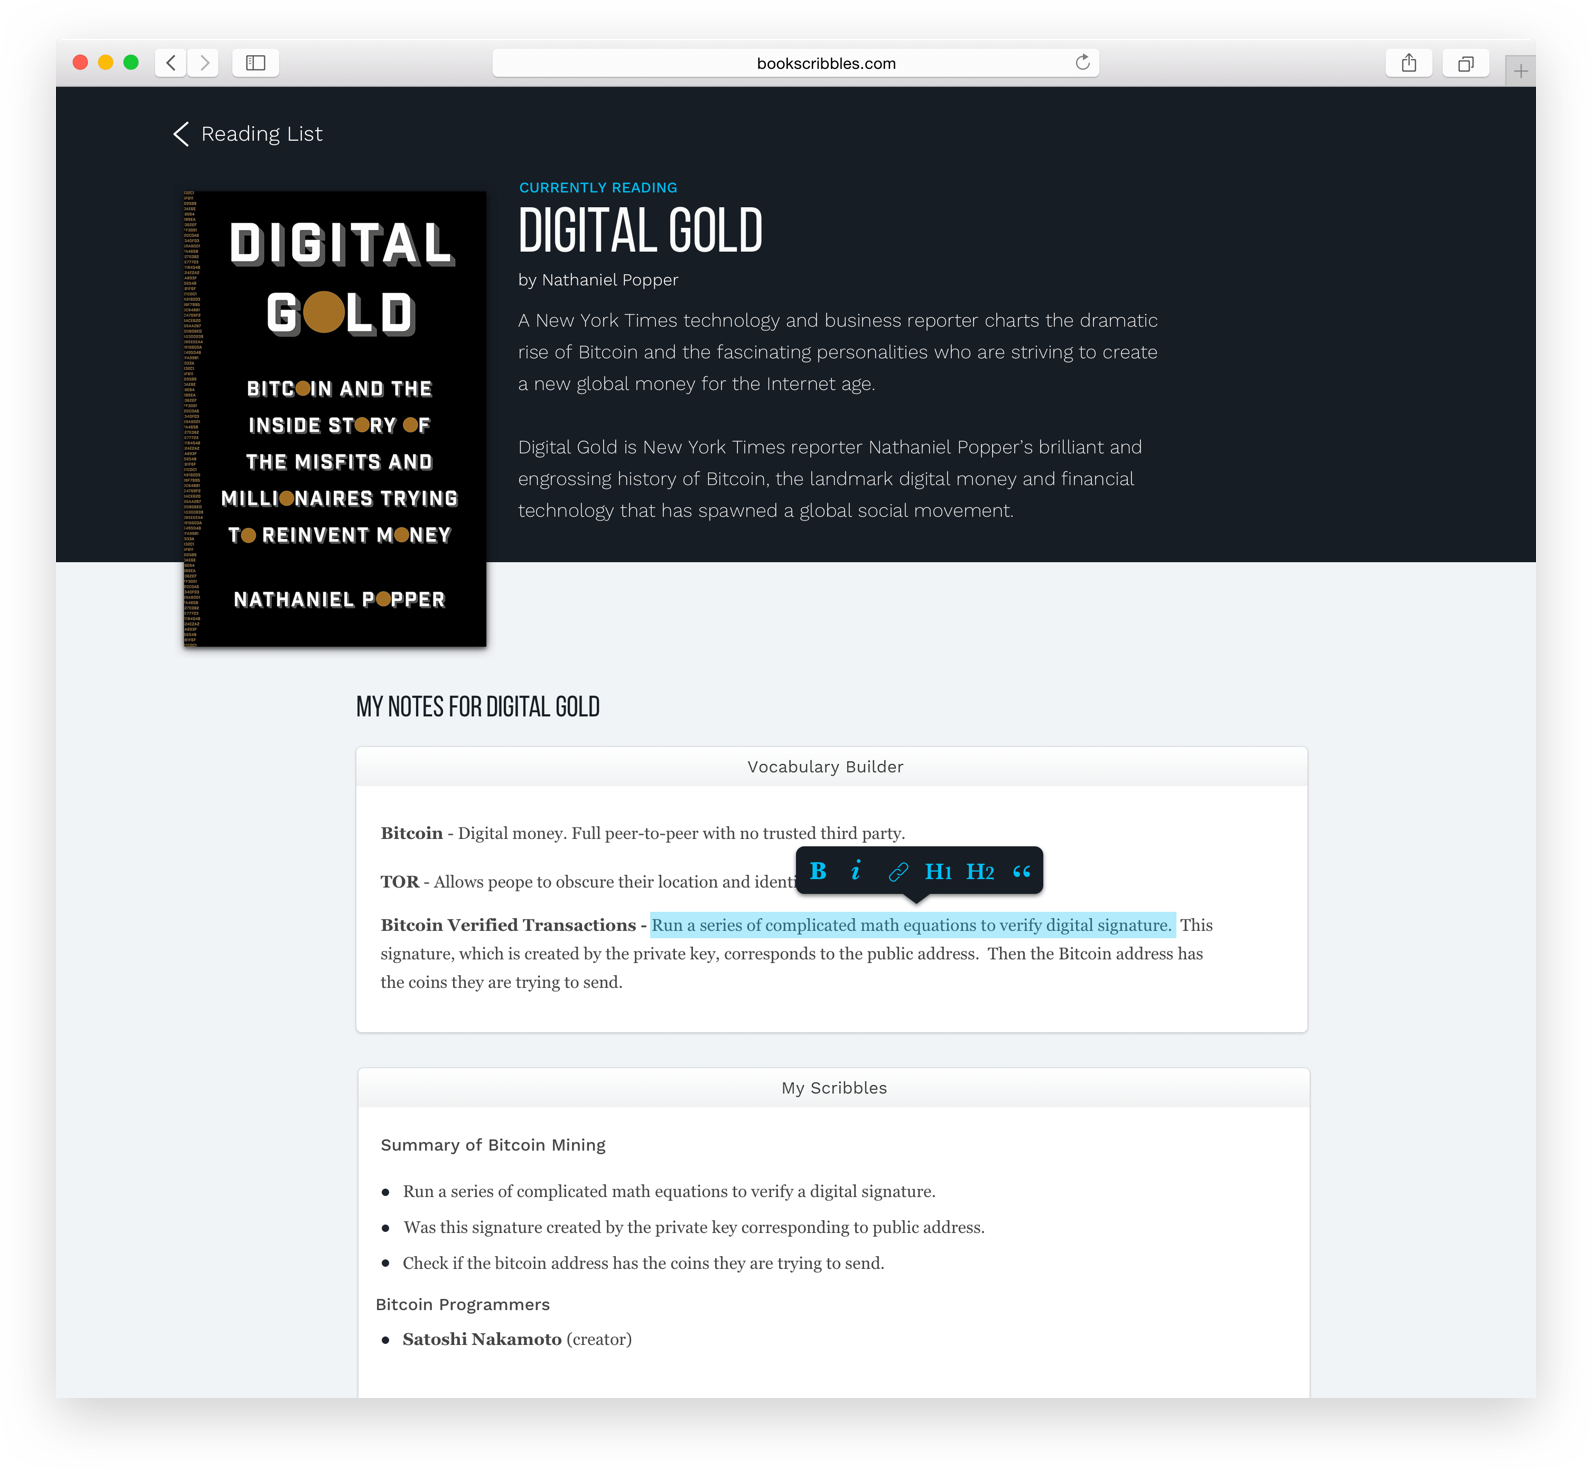 bookscribbles.com
Reading List
DIGITAL
GOLD
BITCOIN AND THE
INSIDE STORY OF
THE MISFITS AND
MILLIONAIRES TRYING
TO REINVENT MONEY
NATHANIEL POPPER
CURRENTLY READING
DIGITAL GOLD
by Nathaniel Popper
A New York Times technology and business reporter charts the dramatic
rise of Bitcoin and the fascinating personalities who are striving to create
a new global money for the Internet age.
Digital Gold is New York Times reporter Nathaniel Popper's brilliant and
engrossing history of Bitcoin, the landmark digital money and financial
technology that has spawned a global social movement.
MY NOTES FOR DIGITAL GOLD
Vocabulary Builder
Bitcoin - Digital money. Full peer-to-peer with no trusted third party.
B i H1 H2 “
TOR - Allows peope to obscure their location and identi
Bitcoin Verified Transactions - Run a series of complicated math equations to verify digital signature. This
signature, which is created by the private key, corresponds to the public address. Then the Bitcoin address has
the coins they are trying to send.
My Scribbles
Summary of Bitcoin Mining
● Run a series of complicated math equations to verify a digital signature.
● Was this signature created by the private key corresponding to public address.
● Check if the bitcoin address has the coins they are trying to send.
Bitcoin Programmers
● Satoshi Nakamoto (creator)